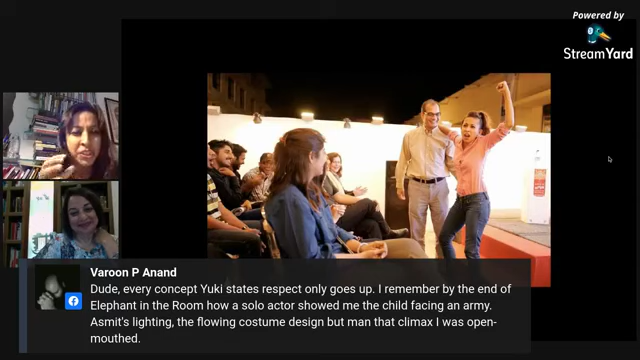 Powered by
StreamYard
Varoon P Anand
Dude, every concept Yuki states respect only goes up. I remember by the end of
Elephant in the Room how a solo actor showed me the child facing an army.
Asmit's lighting, the flowing costume design but man that climax I was open-
mouthed.